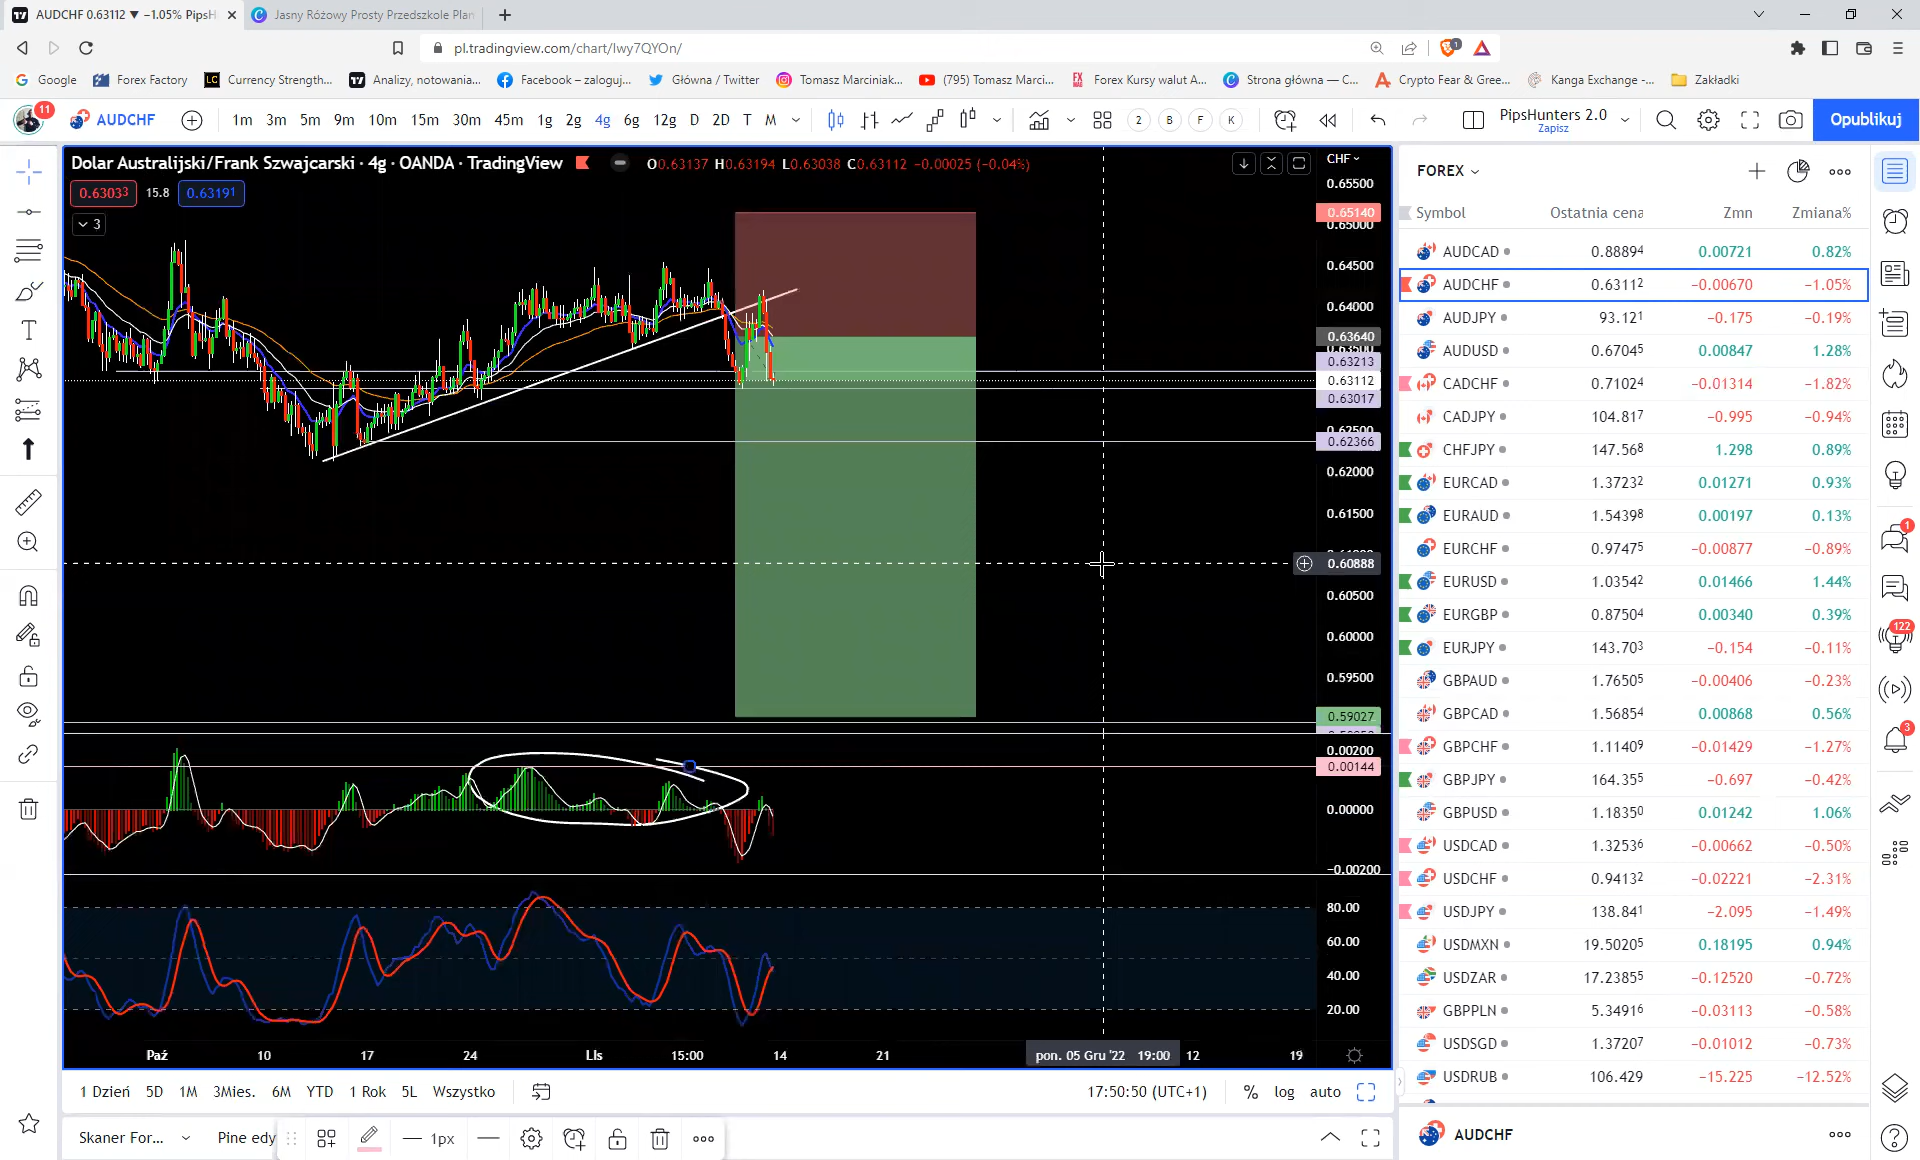 AUDCHF 0.63112 ▼ −1.05% PipsH
Jasny Różowy Prosty Przedszkole Plan
pl.tradingview.com/chart/Iwy7QYOn/
1
Google
Forex Factory
LC
Currency Strength...
Analizy, notowania...
Facebook – zaloguj...
Główna / Twitter
Tomasz Marciniak...
(795) Tomasz Marci...
Forex Kursy walut A...
Strona główna — C...
Crypto Fear & Gree...
Kanga Exchange -...
Zakładki
11
AUDCHF
1m 3m 5m 9m 10m 15m 30m 45m 1g 2g 4g 6g 12g D 2D T M
2 B F K
PipsHunters 2.0
Zapisz
Opublikuj
Dolar Australijski/Frank Szwajcarski · 4g · OANDA · TradingView
O0.63137 H0.63194 L0.63038 C0.63112 −0.00025 (−0.04%)
0.63033 15.8 0.63191
3
CHF
0.65500
0.65140
0.65000
0.64500
0.64000
0.63640
0.63500
0.63213
0.63112
0.63017
0.62500
0.62366
0.62000
0.61500
0.60888
0.60500
0.60000
0.59500
0.59027
0.00200
0.00144
0.00000
−0.00200
80.00
60.00
40.00
20.00
Paź 10 17 24 Lis 15:00 14 21 pon. 05 Gru '22 19:00 12 19
1 Dzień 5D 1M 3Mies. 6M YTD 1 Rok 5L Wszystko
17:50:50 (UTC+1) % log auto
Skaner For...
Pine edy
1px
FOREX
Symbol Ostatnia cena Zmn Zmiana%
AUDCAD 0.88894 0.00721 0.82%
AUDCHF 0.63112 −0.00670 −1.05%
AUDJPY 93.121 −0.175 −0.19%
AUDUSD 0.67045 0.00847 1.28%
CADCHF 0.71024 −0.01314 −1.82%
CADJPY 104.817 −0.995 −0.94%
CHFJPY 147.568 1.298 0.89%
EURCAD 1.37232 0.01271 0.93%
EURAUD 1.54398 0.00197 0.13%
EURCHF 0.97475 −0.00877 −0.89%
EURUSD 1.03542 0.01466 1.44%
EURGBP 0.87504 0.00340 0.39%
EURJPY 143.703 −0.154 −0.11%
GBPAUD 1.76505 −0.00406 −0.23%
GBPCAD 1.56854 0.00868 0.56%
GBPCHF 1.11409 −0.01429 −1.27%
GBPJPY 164.355 −0.697 −0.42%
GBPUSD 1.18350 0.01242 1.06%
USDCAD 1.32536 −0.00662 −0.50%
USDCHF 0.94132 −0.02221 −2.31%
USDJPY 138.841 −2.095 −1.49%
USDMXN 19.50205 0.18195 0.94%
USDZAR 17.23855 −0.12520 −0.72%
GBPPLN 5.34916 −0.03113 −0.58%
USDSGD 1.37207 −0.01012 −0.73%
USDRUB 106.429 −15.225 −12.52%
AUDCHF
1
122
3